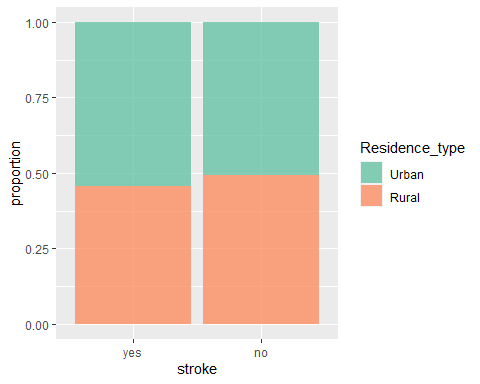 1.00
0.75
0.50
0.25
0.00
proportion
yes no
stroke
Residence_type
Urban
Rural